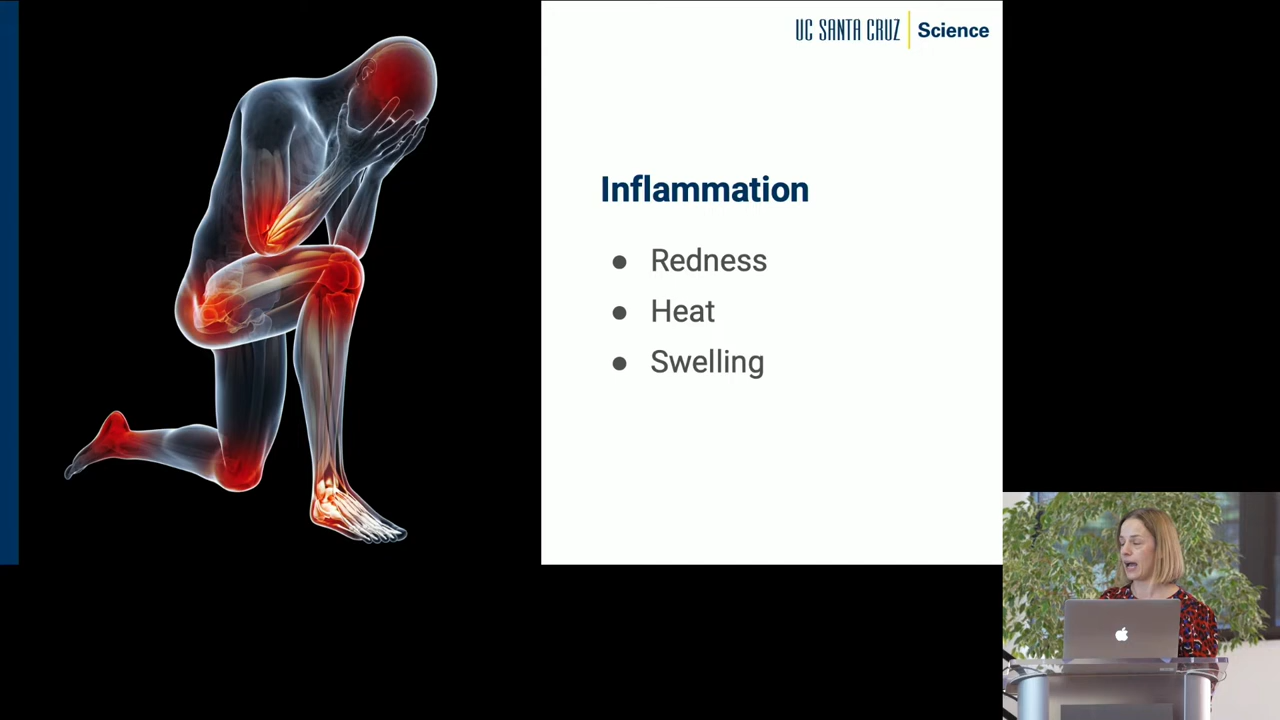 UC SANTA CRUZ Science
Inflammation
● Redness
● Heat
● Swelling